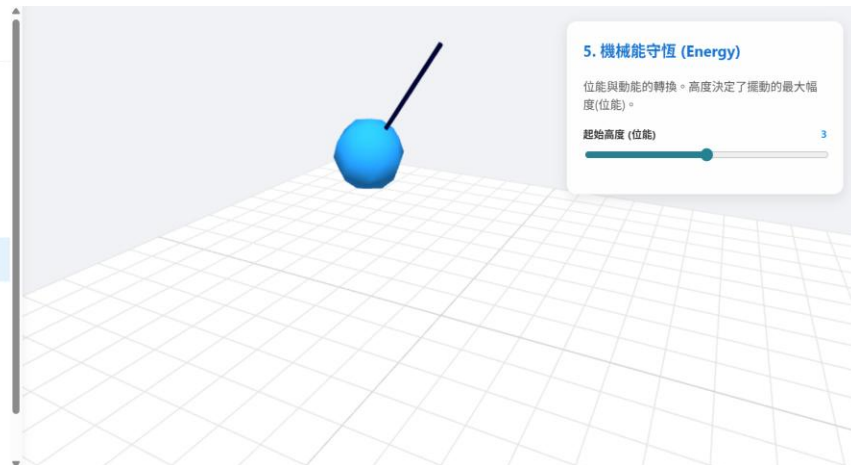 5. 機械能守恆 (Energy)
位能與動能的轉換。高度決定了擺動的最大幅
度(位能)。
起始高度 (位能) 3